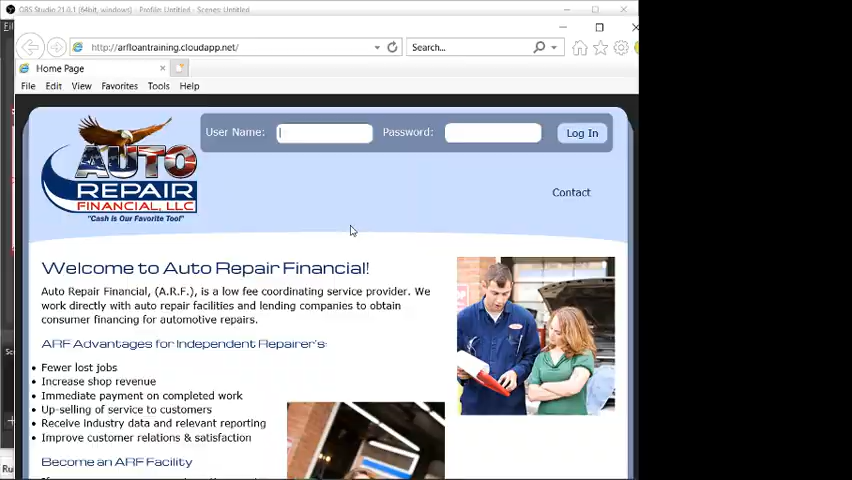 OBS Studio 21.0.1 (64bit, windows) - Profile: Untitled - Scenes: Untitled
http://arfloantraining.cloudapp.net/
Search...
Home Page
File Edit View Favorites Tools Help
User Name: Password: Log In
AUTO
REPAIR
FINANCIAL, LLC
"Cash is Our Favorite Tool"
Contact
Welcome to Auto Repair Financial!
Auto Repair Financial, (A.R.F.), is a low fee coordinating service provider. We
work directly with auto repair facilities and lending companies to obtain
consumer financing for automotive repairs.
ARF Advantages for Independent Repairer's:
Fewer lost jobs
Increase shop revenue
Immediate payment on completed work
Up-selling of service to customers
Receive industry data and relevant reporting
Improve customer relations & satisfaction
Become an ARF Facility